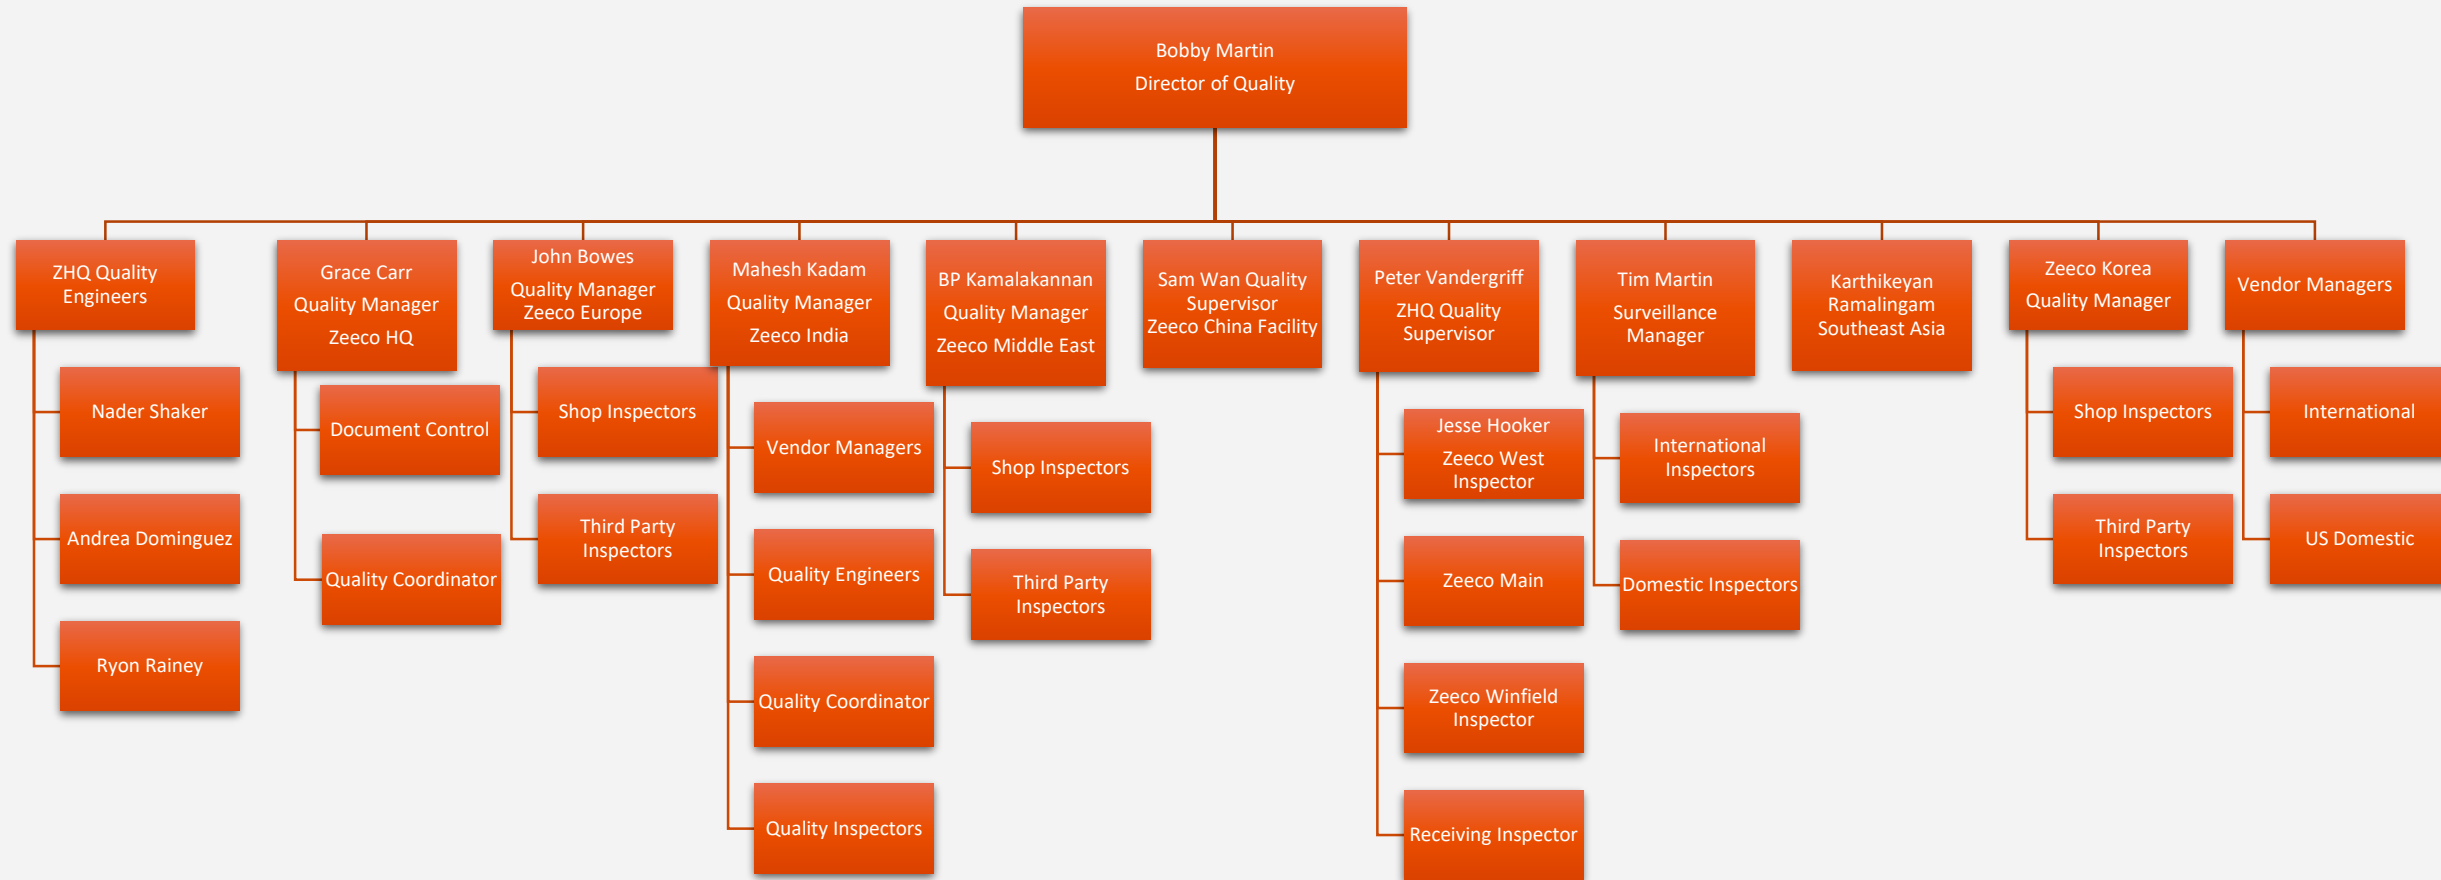 Bobby Martin
Director of Quality
ZHQ Quality
Engineers
Nader Shaker
Andrea Dominguez
Ryon Rainey
Grace Carr
Quality Manager
Zeeco HQ
Document Control
Quality Coordinator
John Bowes
Quality Manager
Zeeco Europe
Shop Inspectors
Third Party
Inspectors
Mahesh Kadam
Quality Manager
Zeeco India
Vendor Managers
Quality Engineers
Quality Coordinator
Quality Inspectors
BP Kamalakannan
Quality Manager
Zeeco Middle East
Shop Inspectors
Third Party
Inspectors
Sam Wan Quality
Supervisor
Zeeco China Facility
Peter Vandergriff
ZHQ Quality
Supervisor
Jesse Hooker
Zeeco West
Inspector
Zeeco Main
Zeeco Winfield
Inspector
Receiving Inspector
Tim Martin
Surveillance
Manager
International
Inspectors
Domestic Inspectors
Karthikeyan
Ramalingam
Southeast Asia
Zeeco Korea
Quality Manager
Shop Inspectors
Third Party
Inspectors
Vendor Managers
International
US Domestic